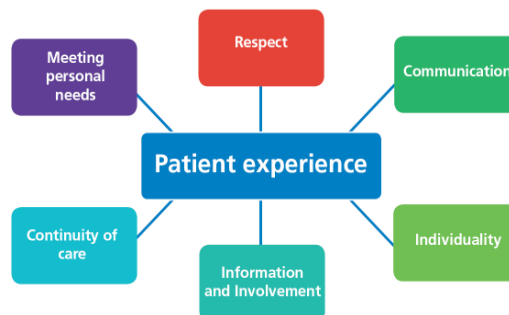 Respect
Meeting
personal
needs
Communication
Patient experience
Continuity of
care
Individuality
Information
and Involvement